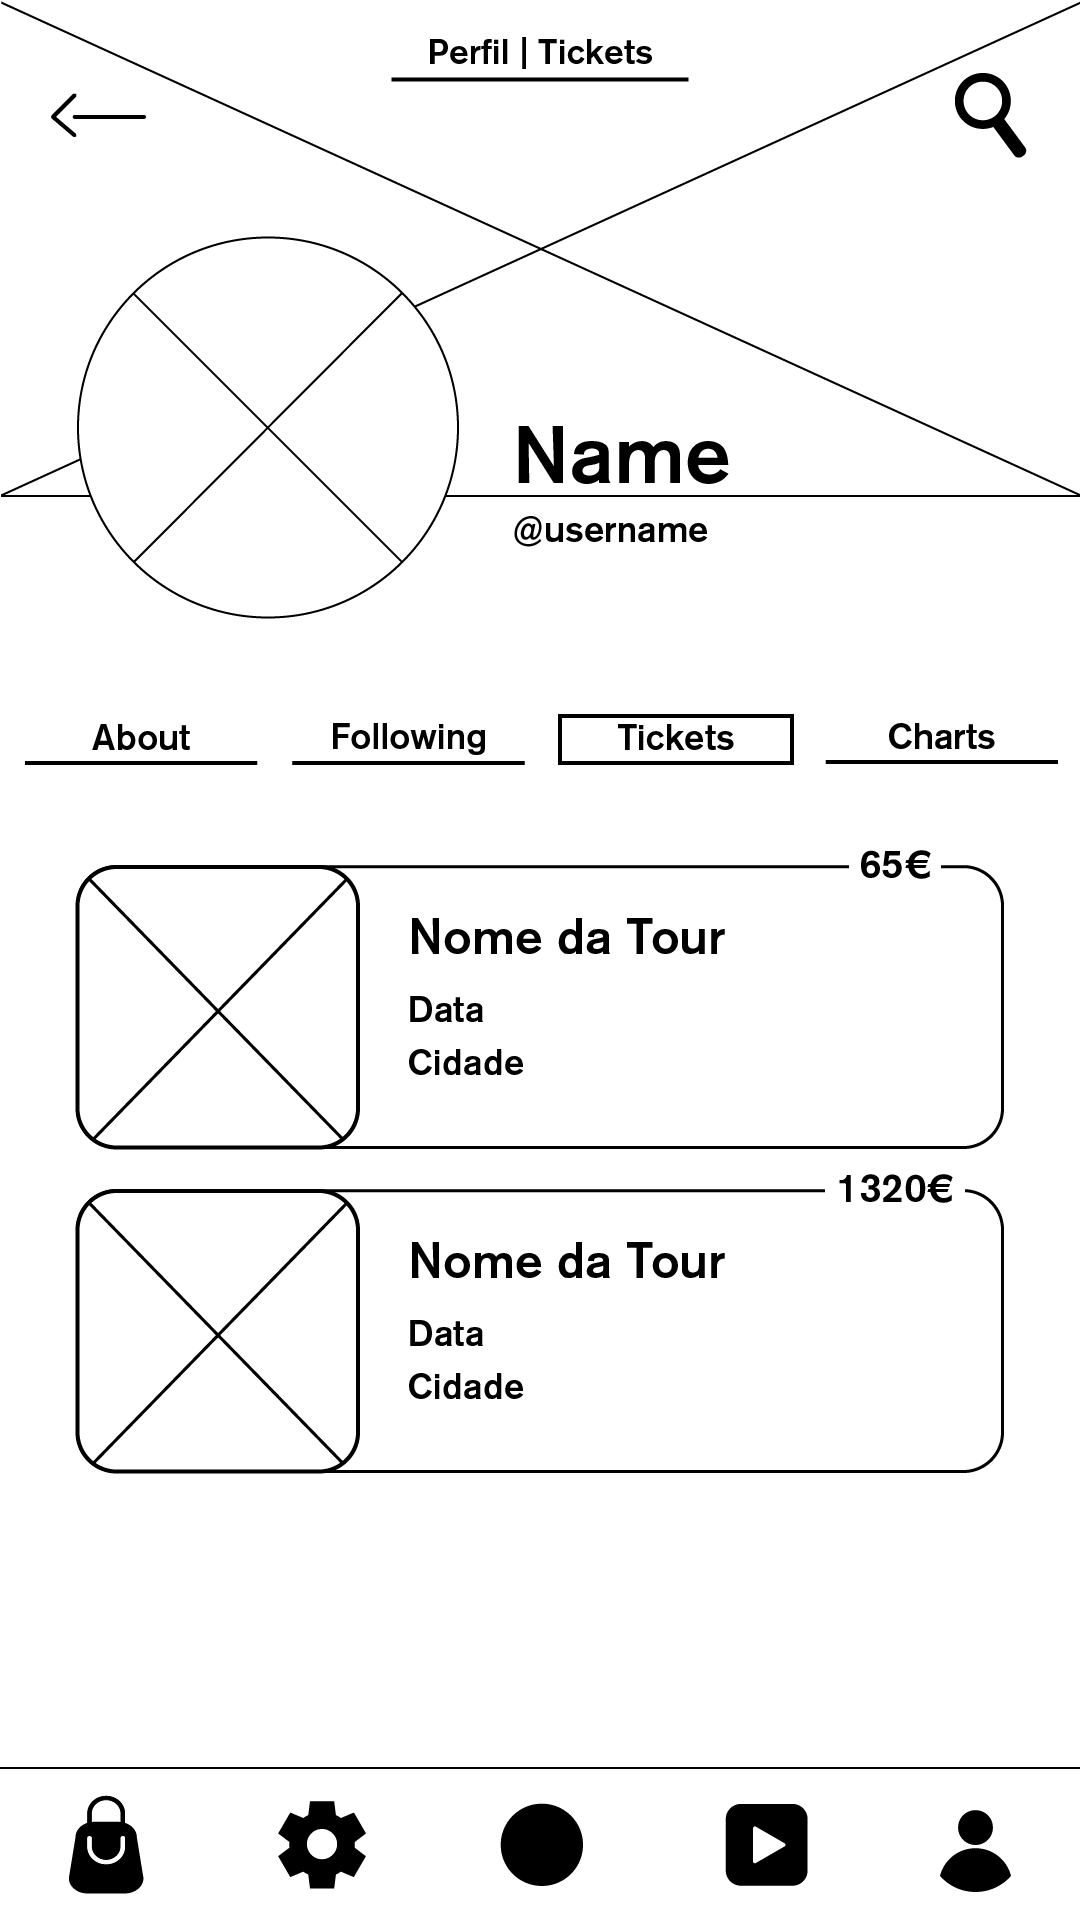 Perfil | Tickets
Name
@username
About
Following
Tickets
Charts
65€
Nome da Tour
Data
Cidade
1320€
Nome da Tour
Data
Cidade